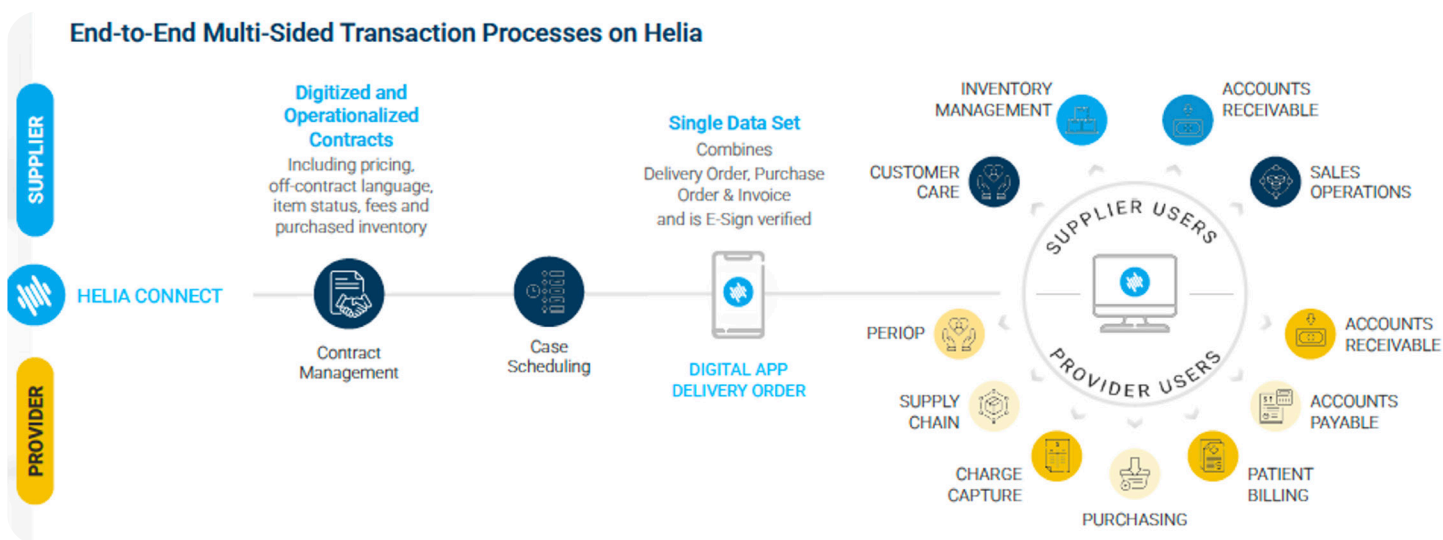 End-to-End Multi-Sided Transaction Processes on Helia
SUPPLIER
HELIA CONNECT
PROVIDER
Digitized and
Operationalized
Contracts
Including pricing,
off-contract language,
item status, fees and
purchased inventory
Contract
Management
Case
Scheduling
Single Data Set
Combines
Delivery Order, Purchase
Order & Invoice
and is E-Sign verified
DIGITAL APP
DELIVERY ORDER
INVENTORY
MANAGEMENT
ACCOUNTS
RECEIVABLE
CUSTOMER
CARE
SALES
OPERATIONS
SUPPLIER USERS
PROVIDER USERS
PERIOP
ACCOUNTS
RECEIVABLE
SUPPLY
CHAIN
ACCOUNTS
PAYABLE
CHARGE
CAPTURE
PATIENT
BILLING
PURCHASING